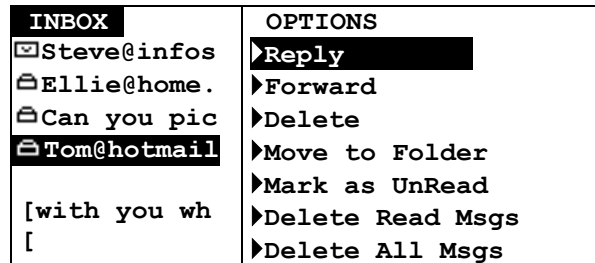 INBOX
Steve@infos
Ellie@home.
Can you pic
Tom@hotmail
[with you wh
[
OPTIONS
Reply
Forward
Delete
Move to Folder
Mark as UnRead
Delete Read Msgs
Delete All Msgs